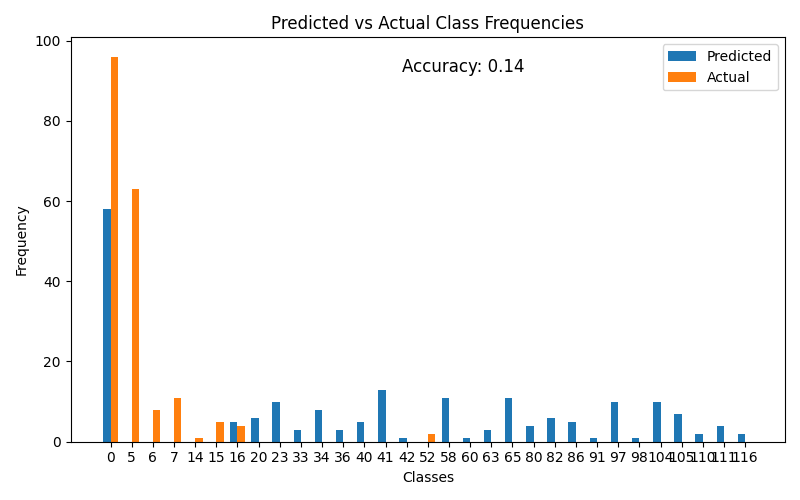 Predicted vs Actual Class Frequencies
Accuracy: 0.14
Predicted
Actual
Frequency
100
80
60
40
20
0
0 5 6 7 14 15 16 20 23 33 34 36 40 41 42 52 58 60 63 65 80 82 86 91 97 98 104 105 110 111 116
Classes